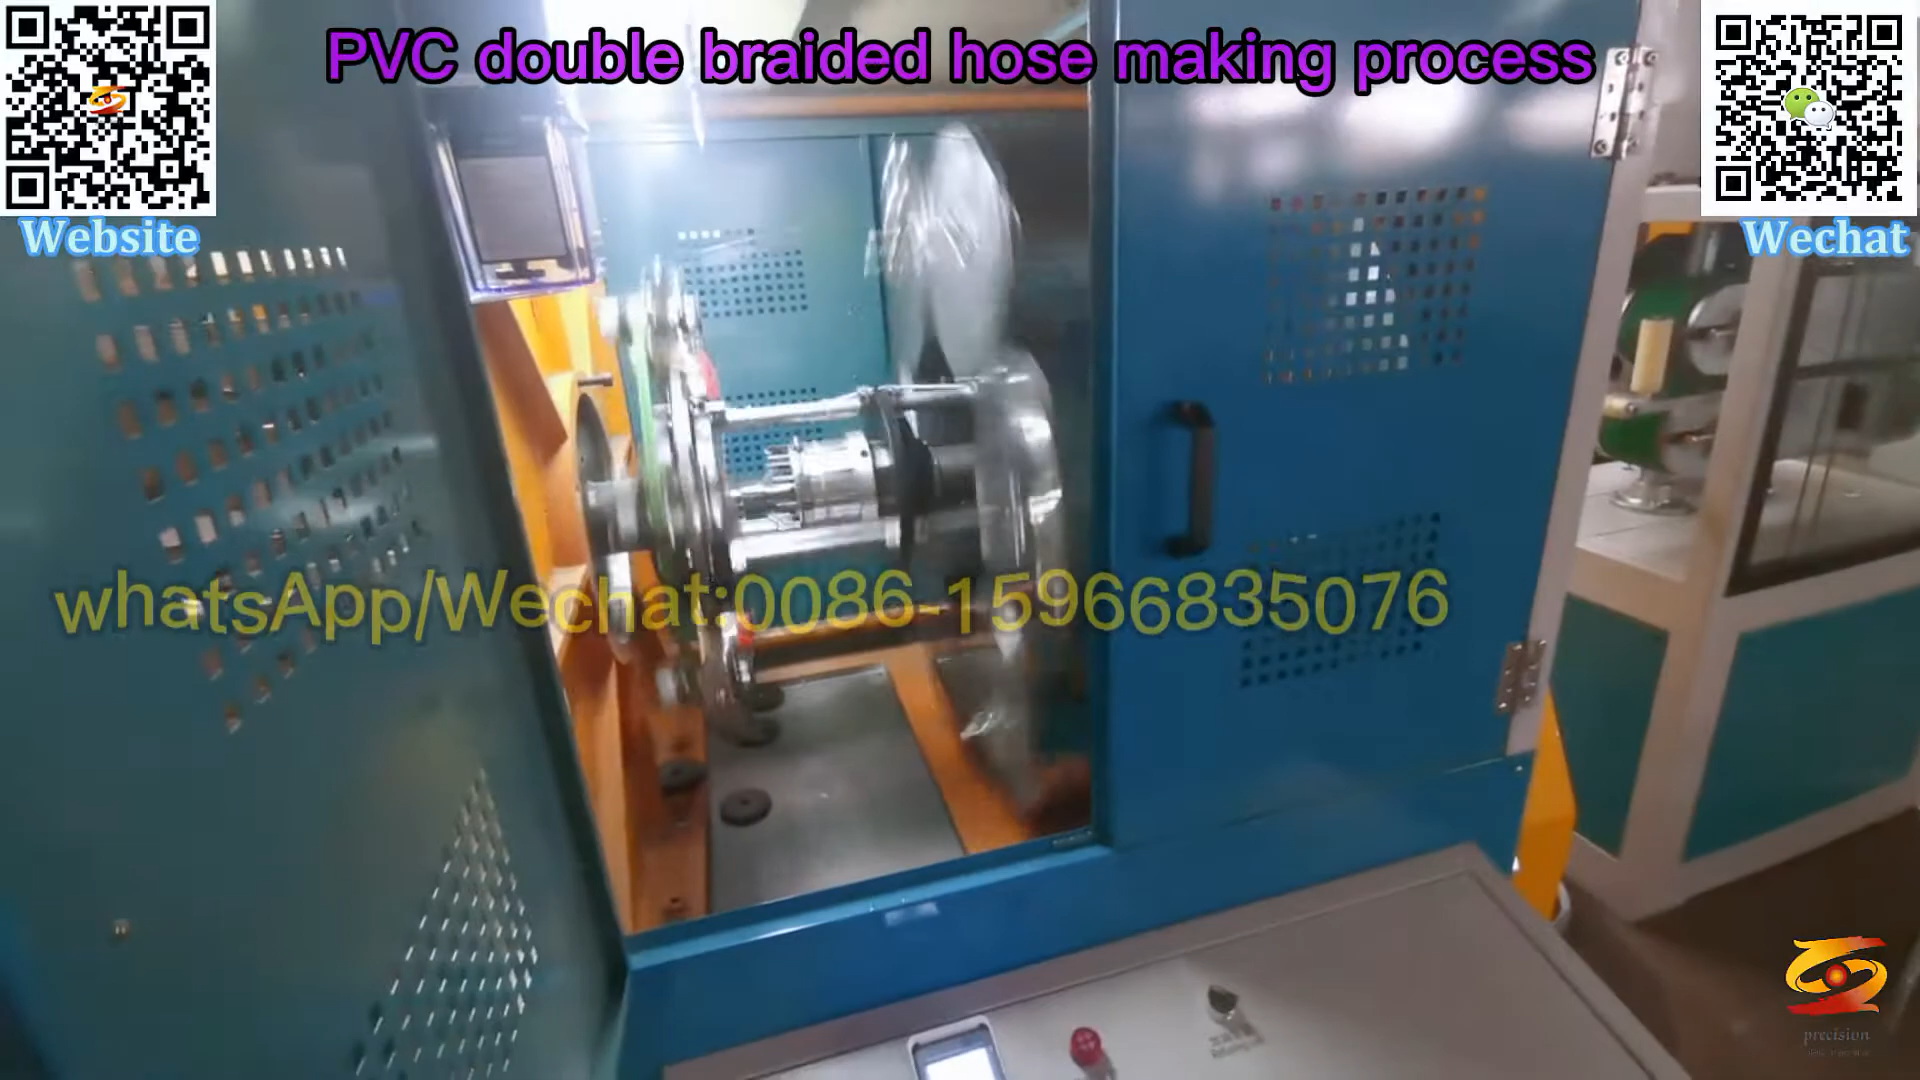 PVC double braided hose making process
Website
Wechat
whatsApp/Wechat:0086-15966835076
precision